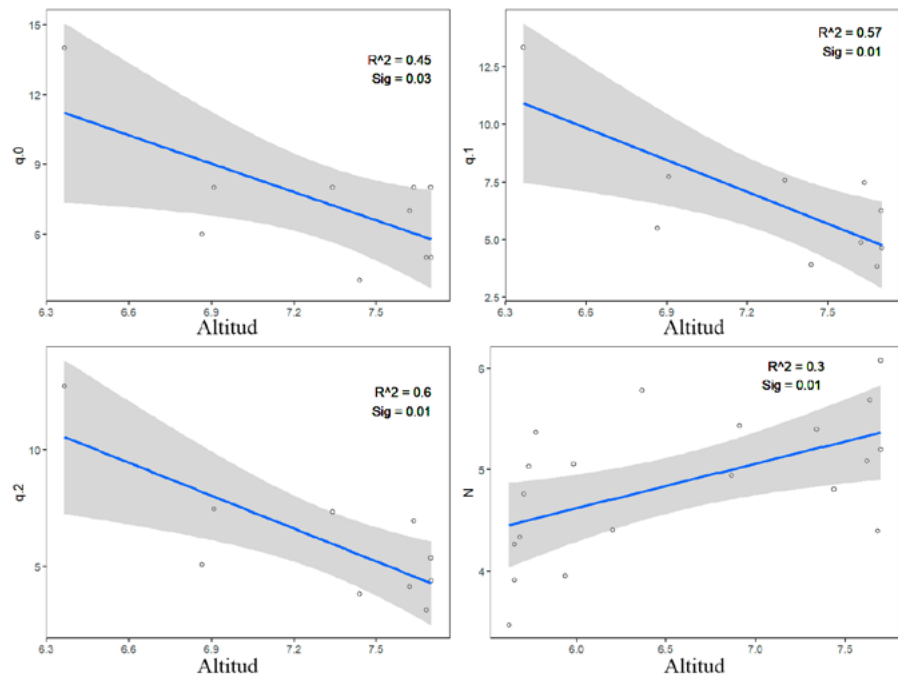 15
12
9
6
q.0
R^2 = 0.45
Sig = 0.03
6.3 6.6 6.9 7.2 7.5
Altitud
12.5
10.0
7.5
5.0
2.5
q.1
R^2 = 0.57
Sig = 0.01
6.3 6.6 6.9 7.2 7.5
Altitud
10
5
q.2
R^2 = 0.6
Sig = 0.01
6.3 6.6 6.9 7.2 7.5
Altitud
6
5
4
N
R^2 = 0.3
Sig = 0.01
6.0 6.5 7.0 7.5
Altitud